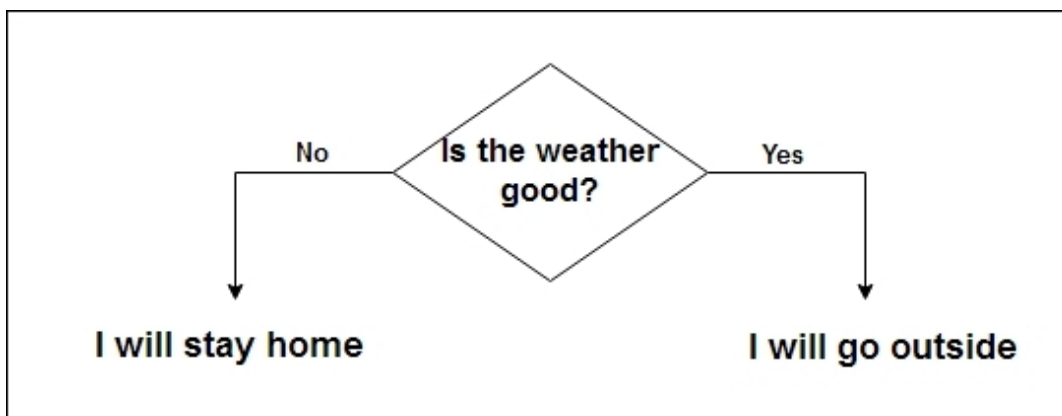 Is the weather
good?
No
Yes
I will stay home
I will go outside